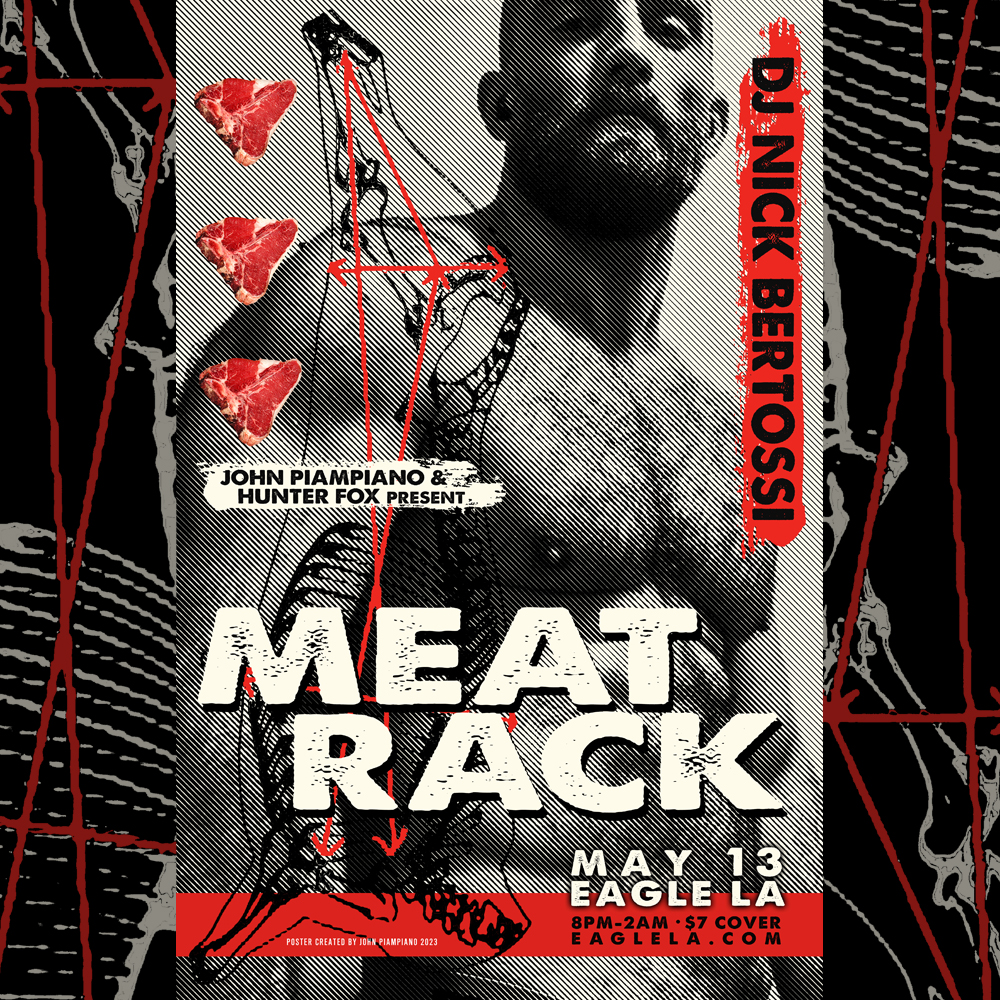 DJ NICK BERTOSSI
JOHN PIAMPIANO &
HUNTER FOX PRESENT
MEAT
RACK
MAY 13
EAGLE LA
8PM-2AM · $7 COVER
EAGLELA.COM
POSTER CREATED BY JOHN PIAMPIANO 2023